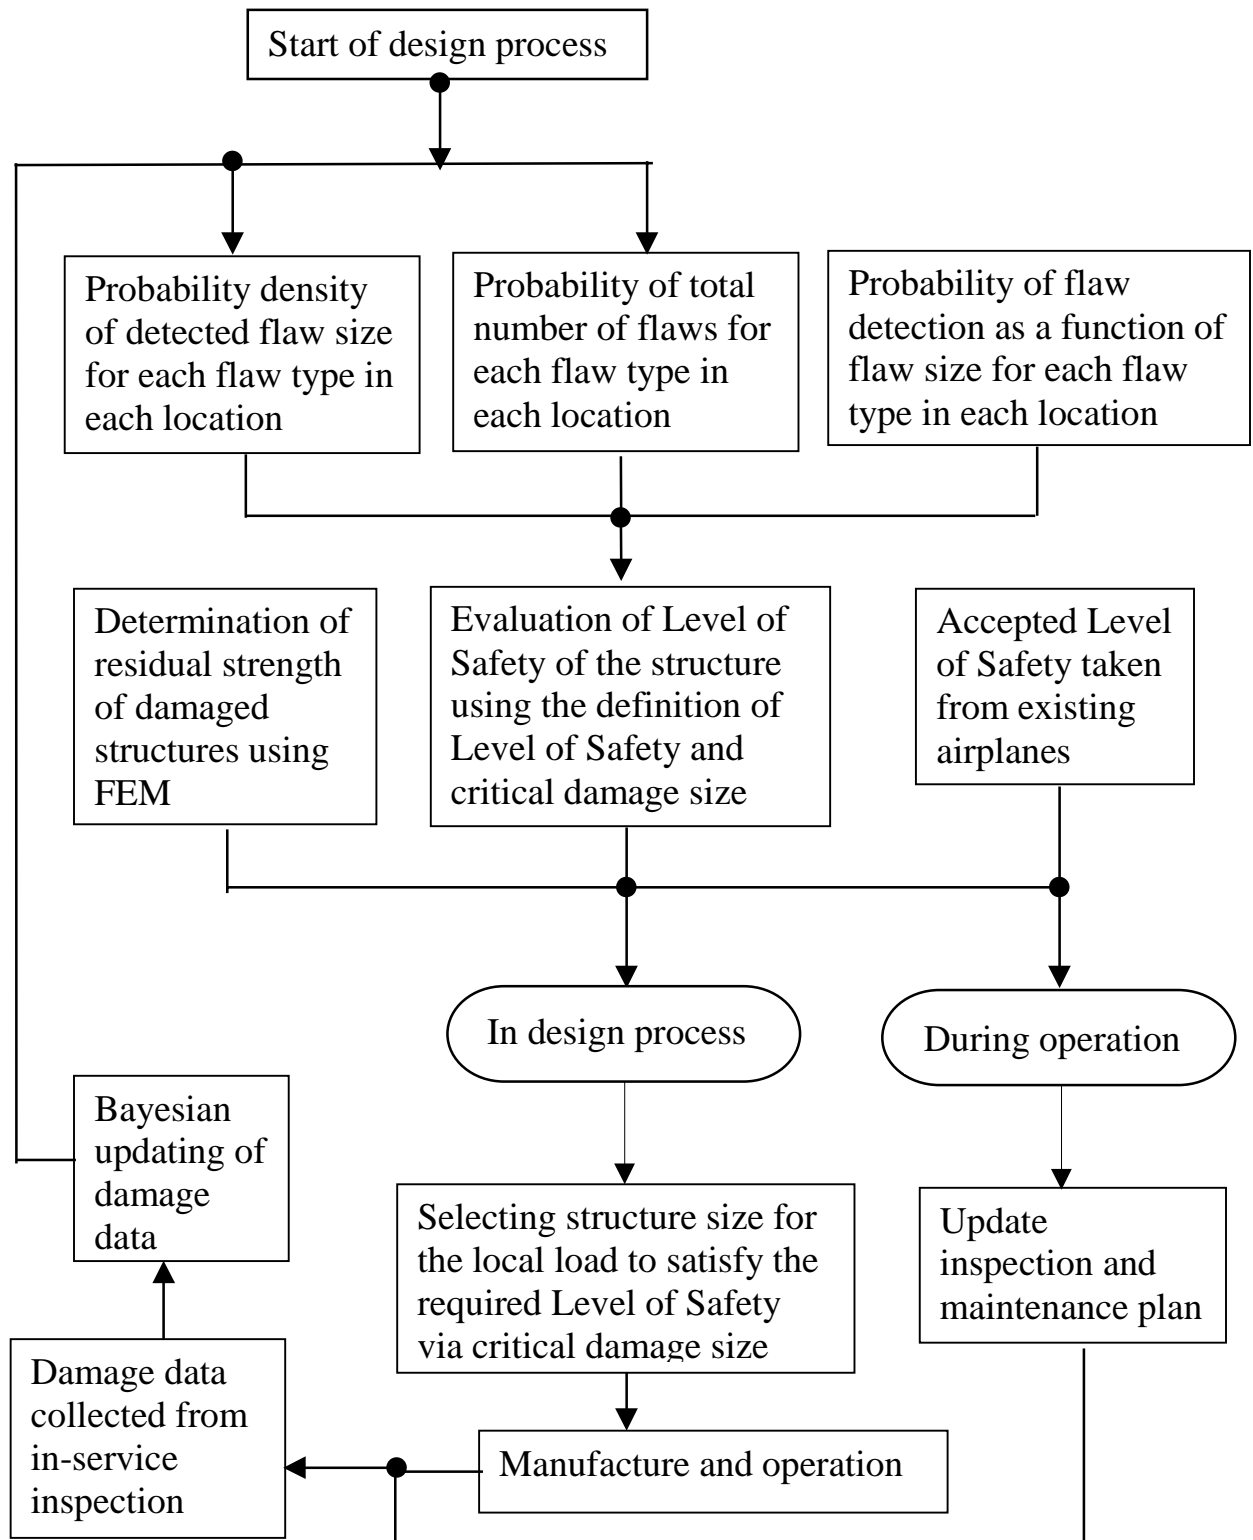 Start of design process
Probability density
of detected flaw size
for each flaw type in
each location
Probability of total
number of flaws for
each flaw type in
each location
Probability of flaw
detection as a function of
flaw size for each flaw
type in each location
Determination of
residual strength
of damaged
structures using
FEM
Evaluation of Level of
Safety of the structure
using the definition of
Level of Safety and
critical damage size
Accepted Level
of Safety taken
from existing
airplanes
In design process
During operation
Bayesian
updating of
damage
data
Selecting structure size for
the local load to satisfy the
required Level of Safety
via critical damage size
Update
inspection and
maintenance plan
Damage data
collected from
in-service
inspection
Manufacture and operation